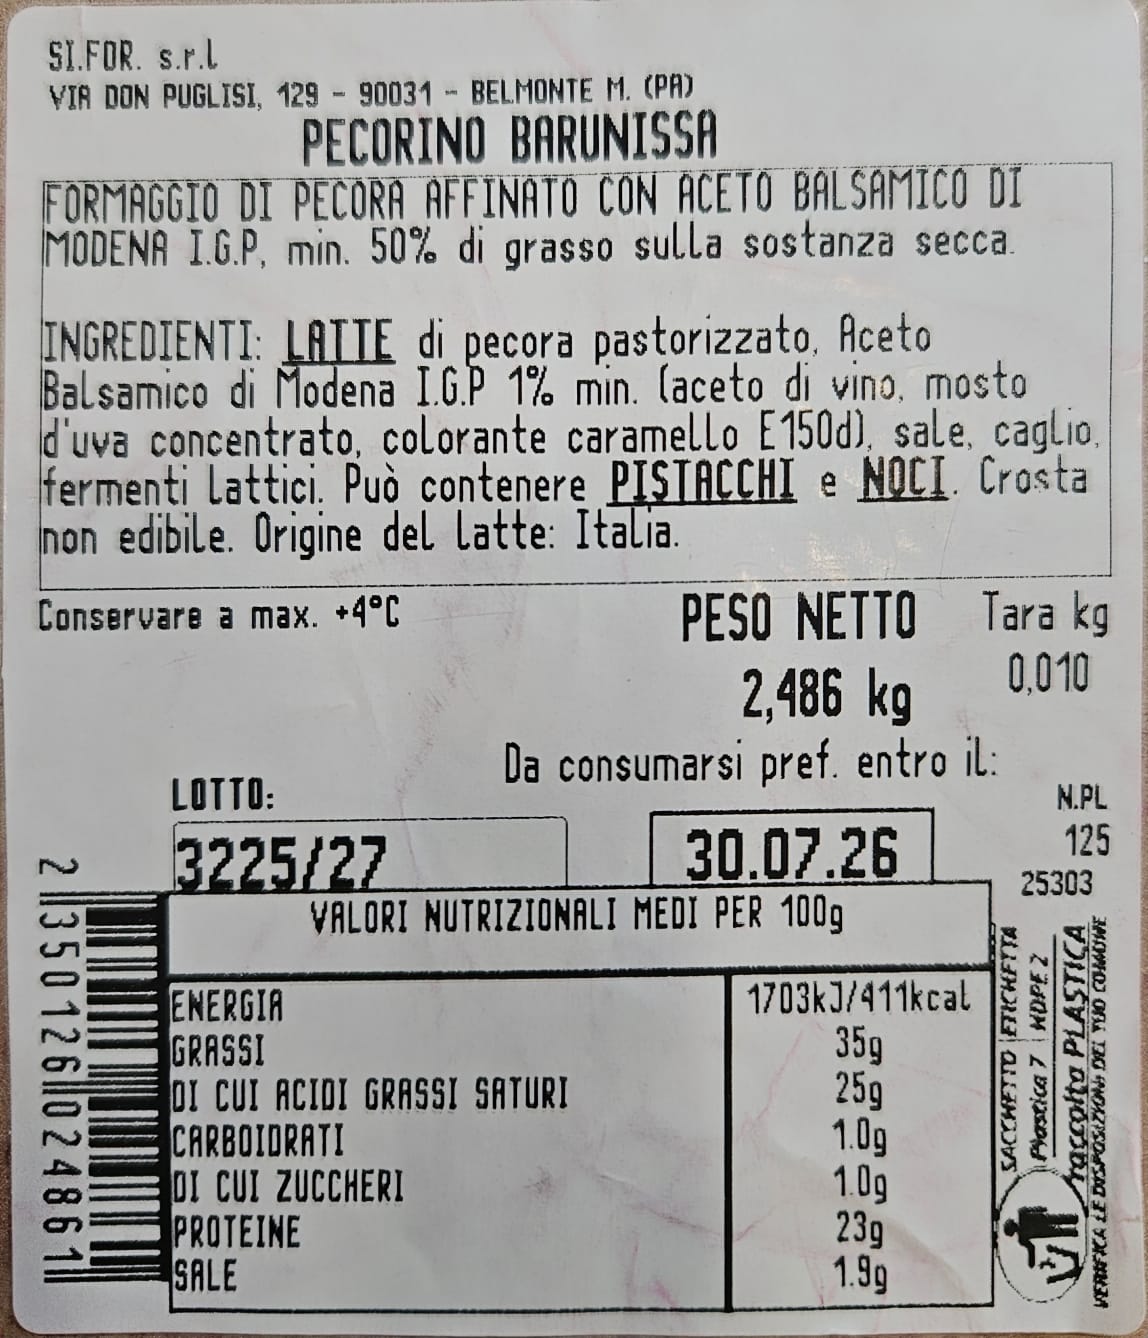 SI.FOR. s.r.l
VIA DON PUGLISI, 129 - 90031 - BELMONTE M. (PA)
PECORINO BARUNISSA
FORMAGGIO DI PECORA AFFINATO CON ACETO BALSAMICO DI
MODENA I.G.P, min. 50% di grasso sulla sostanza secca.
INGREDIENTI: LATTE di pecora pastorizzato, Aceto
Balsamico di Modena I.G.P 1% min. (aceto di vino, mosto
d'uva concentrato, colorante caramello E150d), sale, caglio,
fermenti lattici. Può contenere PISTACCHI e NOCI. Crosta
non edibile. Origine del latte: Italia.
Conservare a max. +4°C
PESO NETTO
2,486 kg
Tara kg
0,010
Da consumarsi pref. entro il:
30.07.26
LOTTO:
3225/27
N.PL
125
25303
VALORI NUTRIZIONALI MEDI PER 100g
ENERGIA 1703kJ/411kcal
GRASSI 35g
DI CUI ACIDI GRASSI SATURI 25g
CARBOIDRATI 1.0g
DI CUI ZUCCHERI 1.0g
PROTEINE 23g
SALE 1.9g
2 350126 024861
SACCHETTO ETICHETTA
Plastica 7 HDPE 2
raccolta PLASTICA
VERIFICA LE DISPOSIZIONI DEL TUO COMUNE